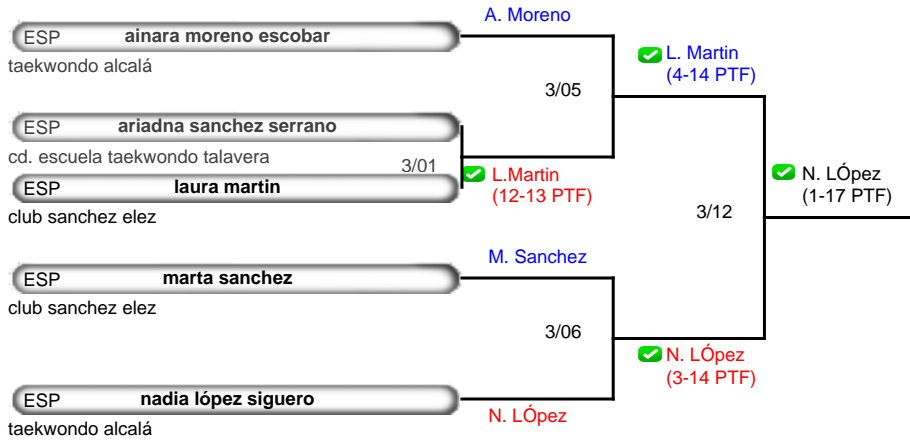 A. Moreno
ESP ainara moreno escobar
taekwondo alcalá
L. Martin
(4-14 PTF)
3/05
ESP ariadna sanchez serrano
cd. escuela taekwondo talavera
3/01
L.Martin
(12-13 PTF)
ESP laura martin
club sanchez elez
N. LÓpez
(1-17 PTF)
3/12
M. Sanchez
ESP marta sanchez
club sanchez elez
3/06
N. LÓpez
(3-14 PTF)
ESP nadia lópez siguero
N. LÓpez
taekwondo alcalá